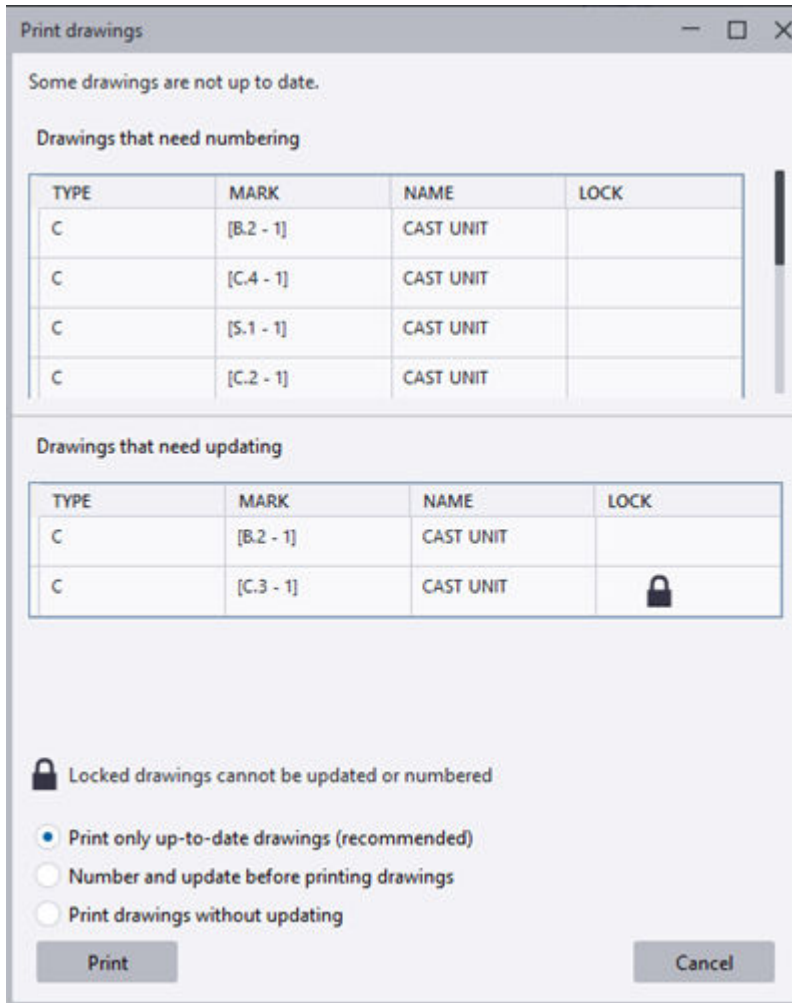 Print drawings
Some drawings are not up to date.
Drawings that need numbering
TYPE MARK NAME LOCK
C [B.2 - 1] CAST UNIT
C [C.4 - 1] CAST UNIT
C [S.1 - 1] CAST UNIT
C [C.2 - 1] CAST UNIT
Drawings that need updating
TYPE MARK NAME LOCK
C [B.2 - 1] CAST UNIT
C [C.3 - 1] CAST UNIT
Locked drawings cannot be updated or numbered
Print only up-to-date drawings (recommended)
Number and update before printing drawings
Print drawings without updating
Print Cancel